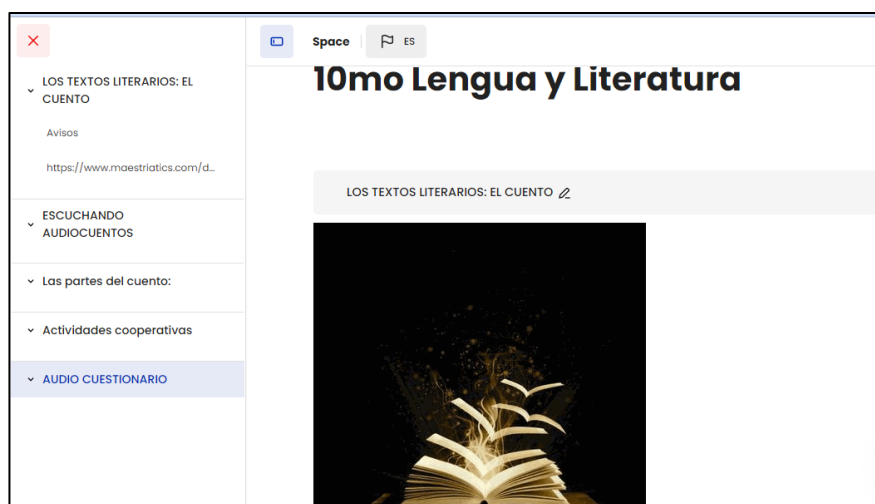 Space
ES
LOS TEXTOS LITERARIOS: EL
CUENTO
Avisos
https://www.maestriatics.com/d...
ESCUCHANDO
AUDIOCUENTOS
Las partes del cuento:
Actividades cooperativas
AUDIO CUESTIONARIO
10mo Lengua y Literatura
LOS TEXTOS LITERARIOS: EL CUENTO